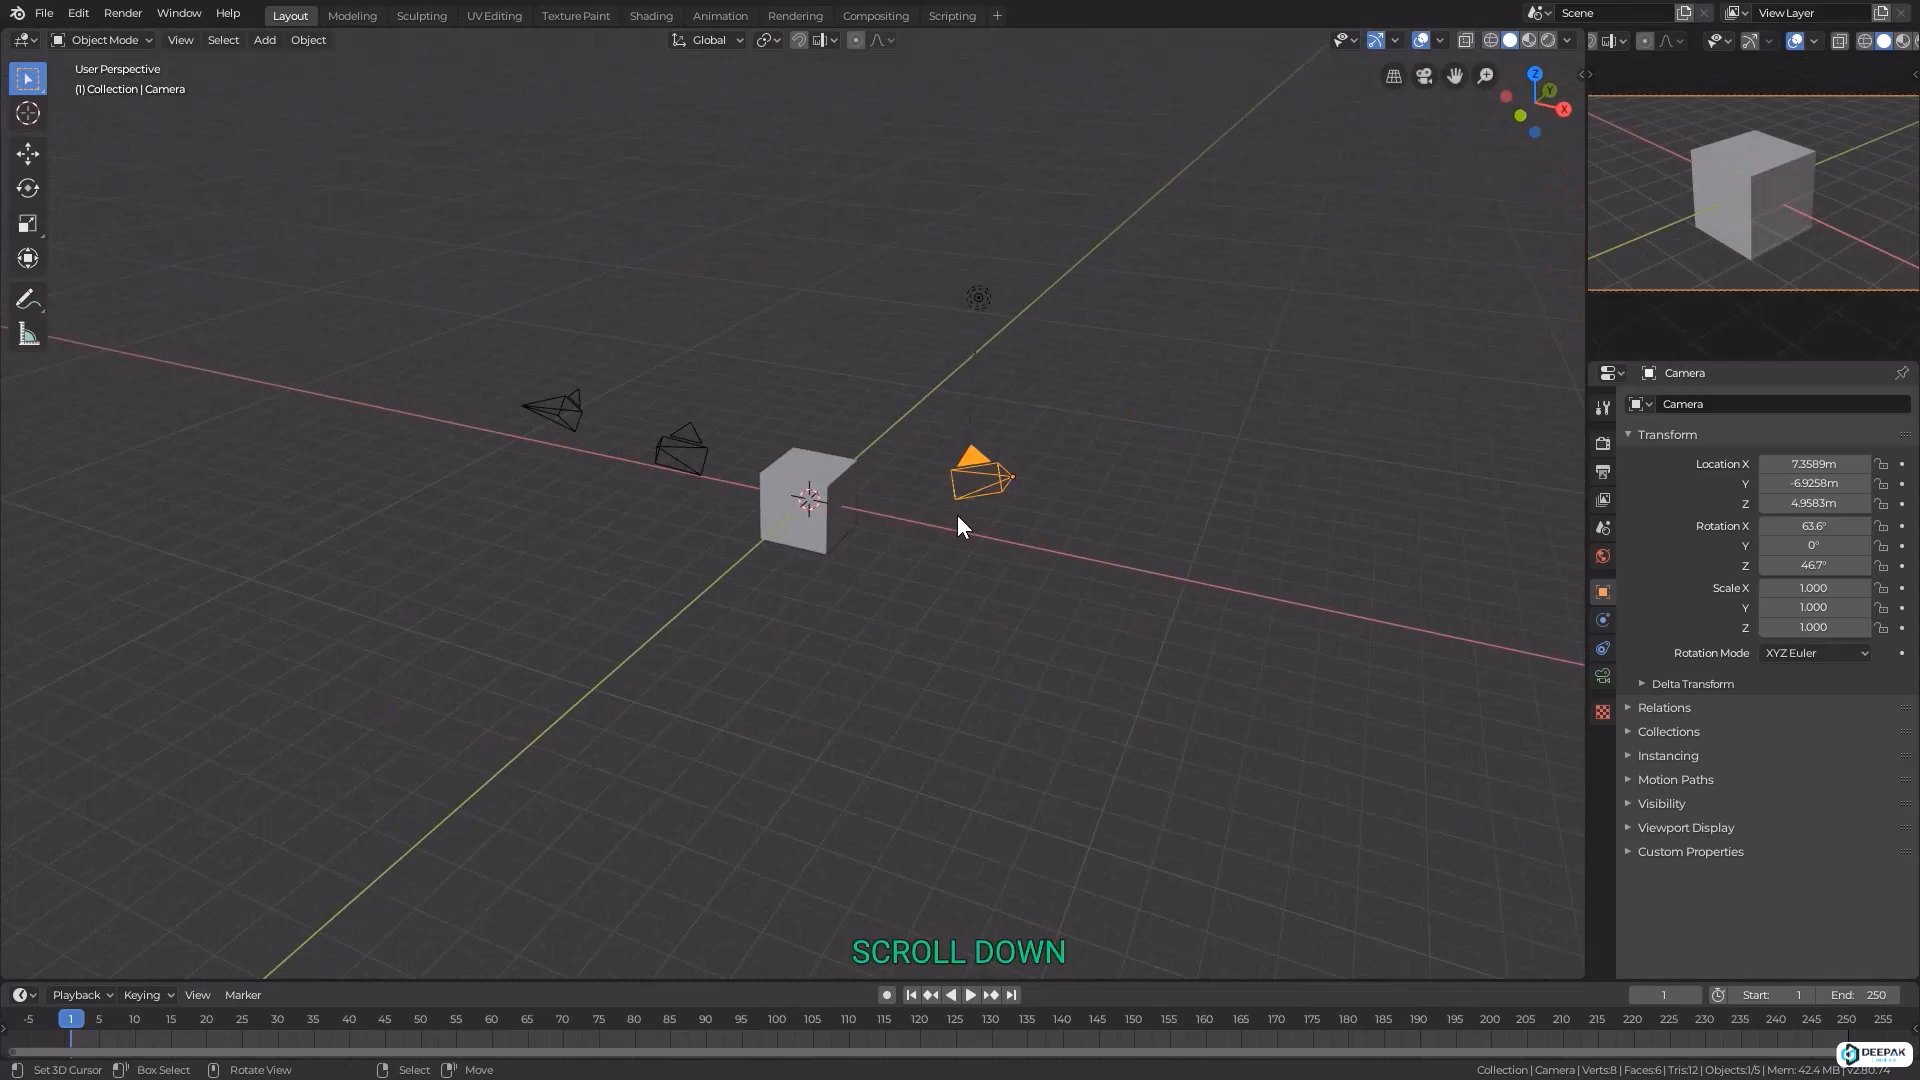 File Edit Render Window Help
Layout Modeling Sculpting UV Editing Texture Paint Shading Animation Rendering Compositing Scripting +
Scene
View Layer
Object Mode View Select Add Object
Global
User Perspective
(1) Collection | Camera
Z
Y
X
Camera
Camera
Transform
Location X 7.3589m
Y -6.9258m
Z 4.9583m
Rotation X 63.6°
Y 0°
Z 46.7°
Scale X 1.000
Y 1.000
Z 1.000
Rotation Mode XYZ Euler
Delta Transform
Relations
Collections
Instancing
Motion Paths
Visibility
Viewport Display
Custom Properties
SCROLL DOWN
Playback Keying View Marker
1 Start: 1 End: 250
-5 1 5 10 15 20 25 30 35 40 45 50 55 60 65 70 75 80 85 90 95 100 105 110 115 120 125 130 135 140 145 150 155 160 165 170 175 180 185 190 195 200 205 210 215 220 225 230 235 240 245 250 255
DEEPAK
Set 3D Cursor Box Select Rotate View Select Move
Collection | Camera | Verts:8 | Faces:6 | Tris:12 | Objects:1/5 | Mem: 42.4 MB | v2.80.74